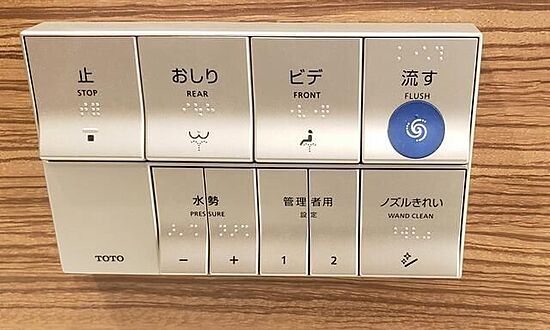 止
STOP
おしり
REAR
ビデ
FRONT
流す
FLUSH
水勢
PRESSURE
- +
管理者用
設定
1 2
ノズルきれい
WAND CLEAN
TOTO